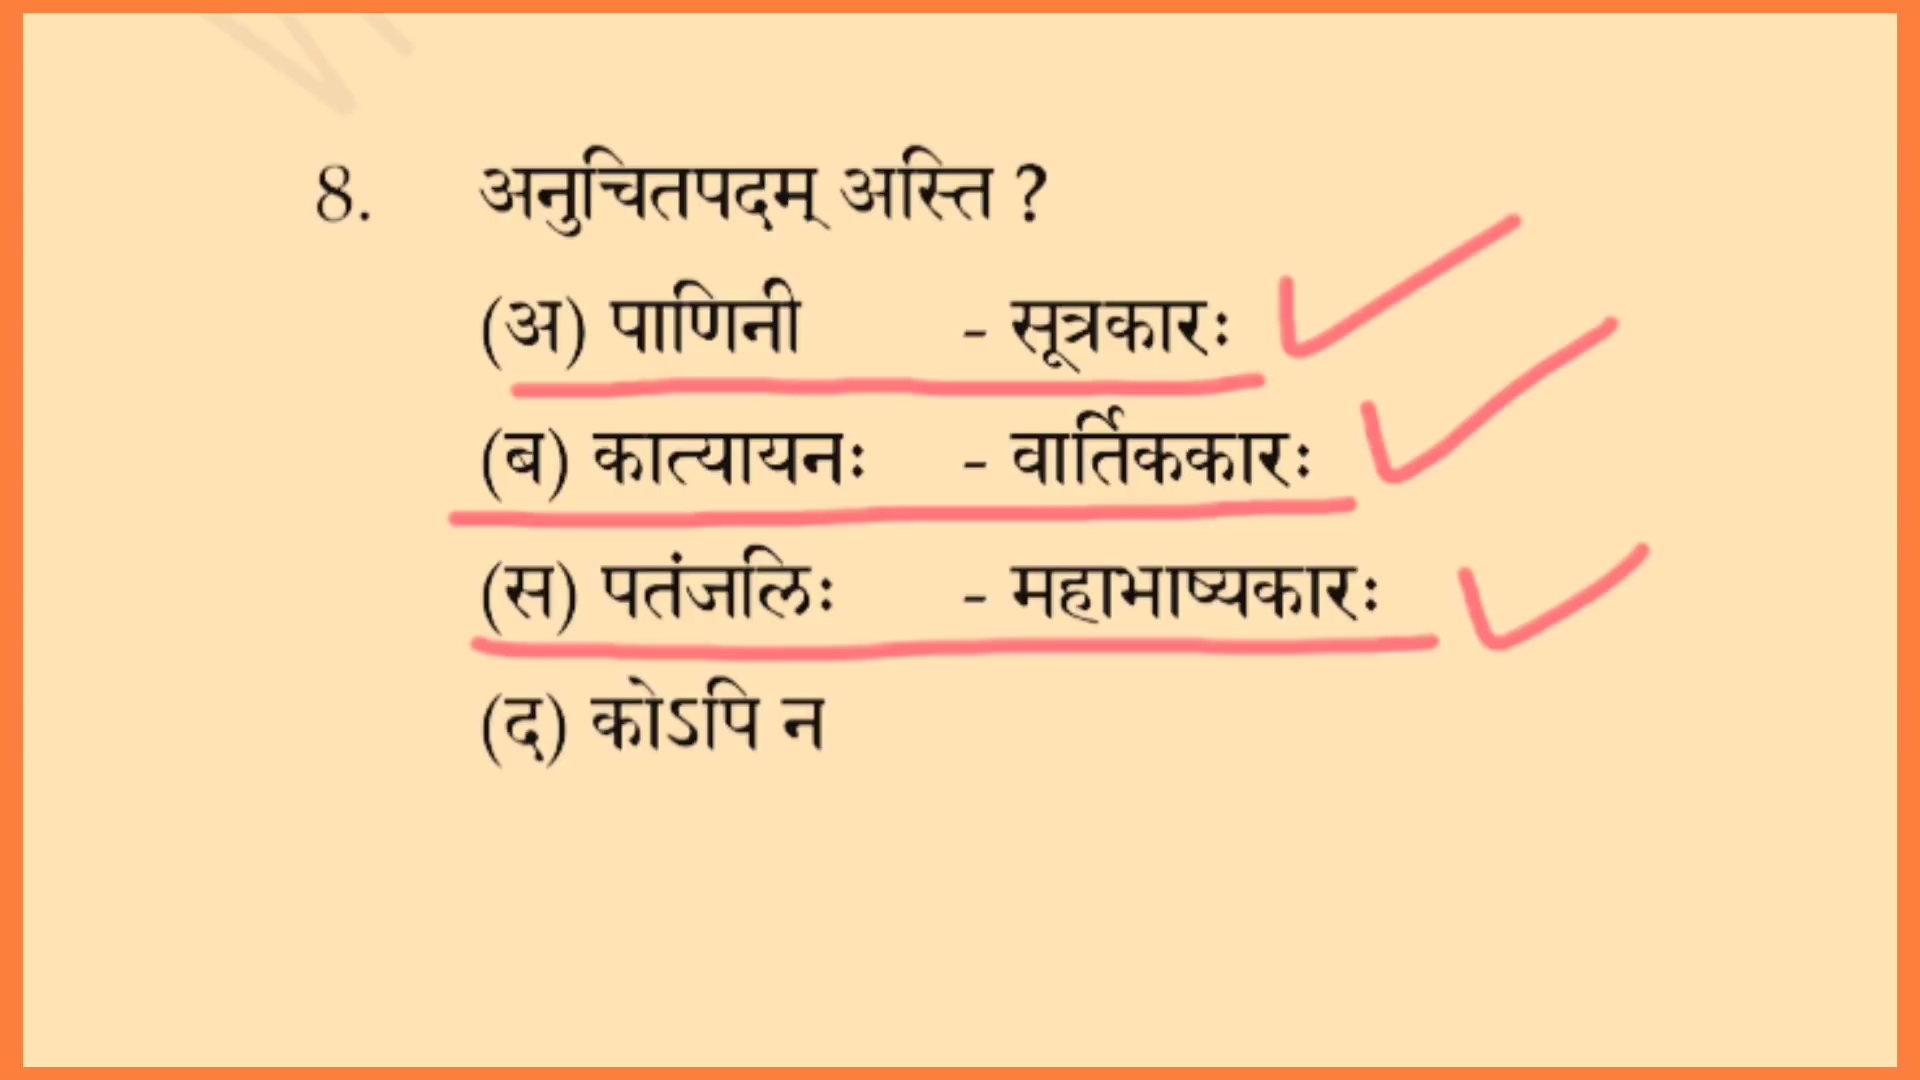 8. अनुचितपदम् अस्ति ?
(अ) पाणिनी - सूत्रकारः
(ब) कात्यायनः - वार्तिककारः
(स) पतंजलिः - महाभाष्यकारः
(द) कोऽपि न